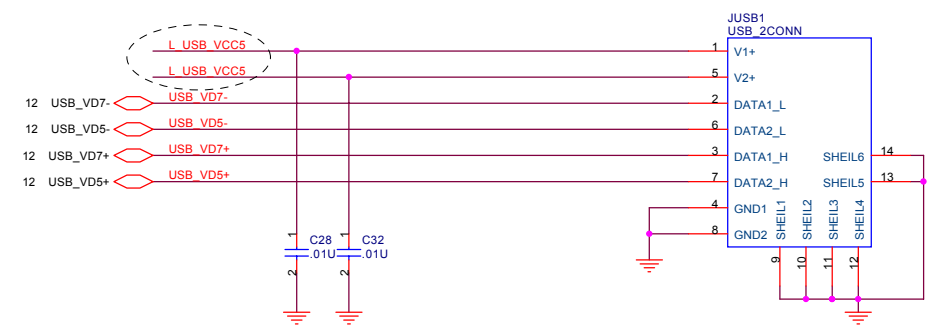 JUSB1
USB_2CONN
L_USB_VCC5
1
V1+
L_USB_VCC5
5
V2+
12 USB_VD7-
USB_VD7-
2
DATA1_L
12 USB_VD5-
USB_VD5-
6
DATA2_L
12 USB_VD7+
USB_VD7+
3
DATA1_H
SHEIL6
14
12 USB_VD5+
USB_VD5+
7
DATA2_H
SHEIL5
13
4
GND1
8
GND2
SHEIL1
SHEIL2
SHEIL3
SHEIL4
9
10
11
12
1
C28
.01U
2
1
C32
.01U
2